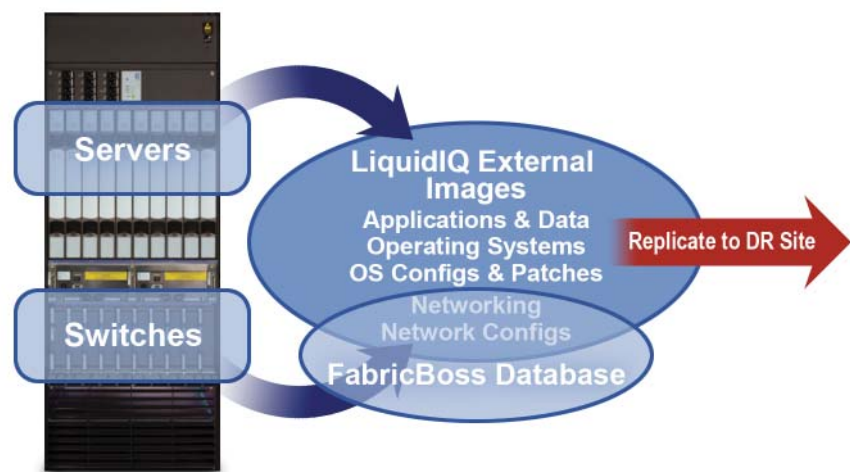 Servers
Switches
LiquidIQ External
Images
Applications & Data
Operating Systems
OS Configs & Patches
Networking
Network Configs
FabricBoss Database
Replicate to DR Site